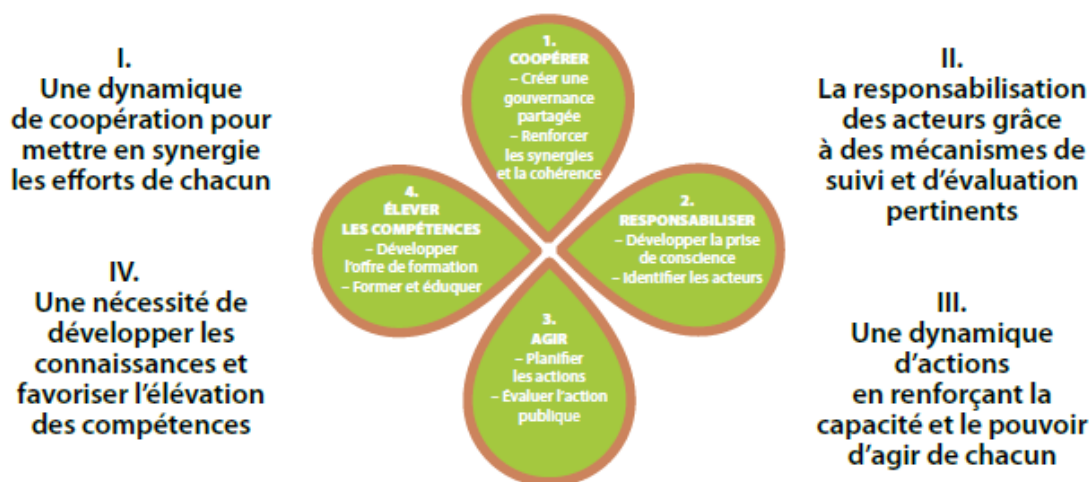 I.
Une dynamique
de coopération pour
mettre en synergie
les efforts de chacun
1.
COOPÉRER
– Créer une
gouvernance
partagée
– Renforcer
les synergies
et la cohérence
II.
La responsabilisation
des acteurs grâce
à des mécanismes de
suivi et d’évaluation
pertinents
2.
RESPONSABILISER
– Développer la prise
de conscience
– Identifier les acteurs
III.
Une dynamique
d’actions
en renforçant la
capacité et le pouvoir
d’agir de chacun
3.
AGIR
– Planifier
les actions
– Évaluer l’action
publique
IV.
Une nécessité de
développer les
connaissances et
favoriser l’élévation
des compétences
4.
ÉLEVER
LES COMPÉTENCES
– Développer
l’offre de formation
– Former et éduquer